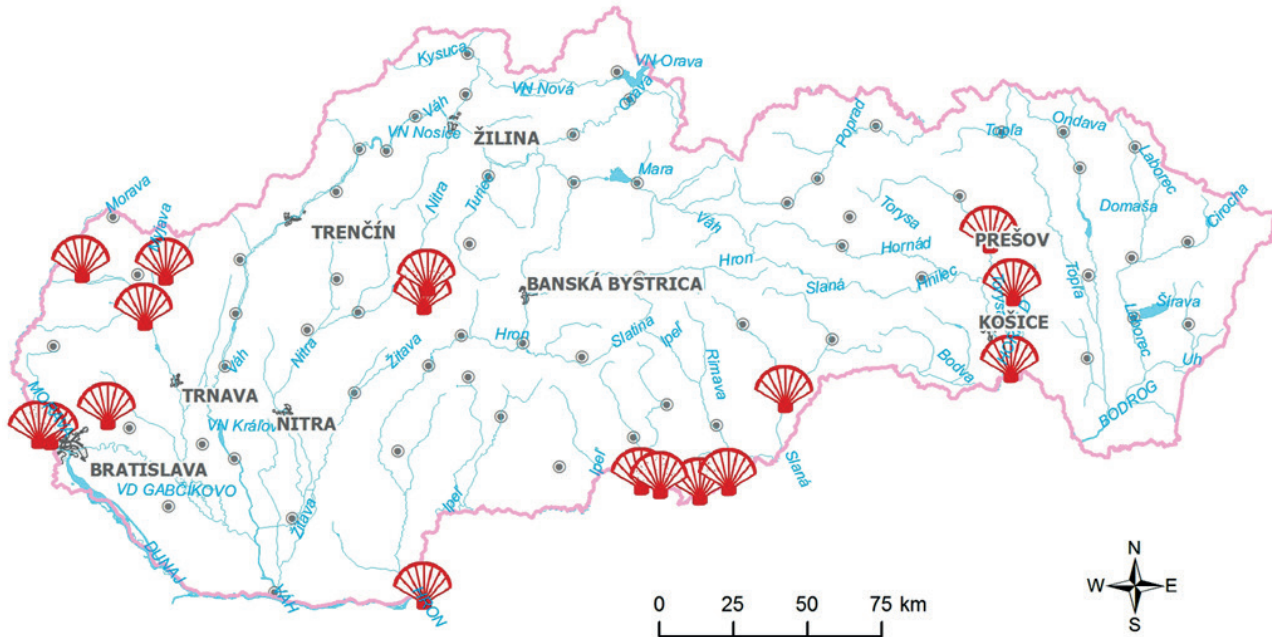 Kysuca
VN Orava
VN Nová
Orava
Váh
VN Nosice
ŽILINA
Poprad
Topľa
Ondava
Laborec
Mara
Nitra
Turiec
Morava
Myjava
TRENČÍN
Torysa
Domaša
Cirocha
PREŠOV
Váh
Hornád
Hron
BANSKÁ BYSTRICA
Slaná
Hnilec
Topľa
Šírava
KOŠICE
Laborec
Hron
Slatina
Ipeľ
Rimava
Nitra
Žitava
Váh
Bodva
Uh
TRNAVA
MORAVA
VN Kráľov
NITRA
BODROG
BRATISLAVA
VD GABČÍKOVO
Ipeľ
Ipeľ
Slaná
Žitava
DUNAJ
VÁH
HRON
0 25 50 75 km
N
W E
S